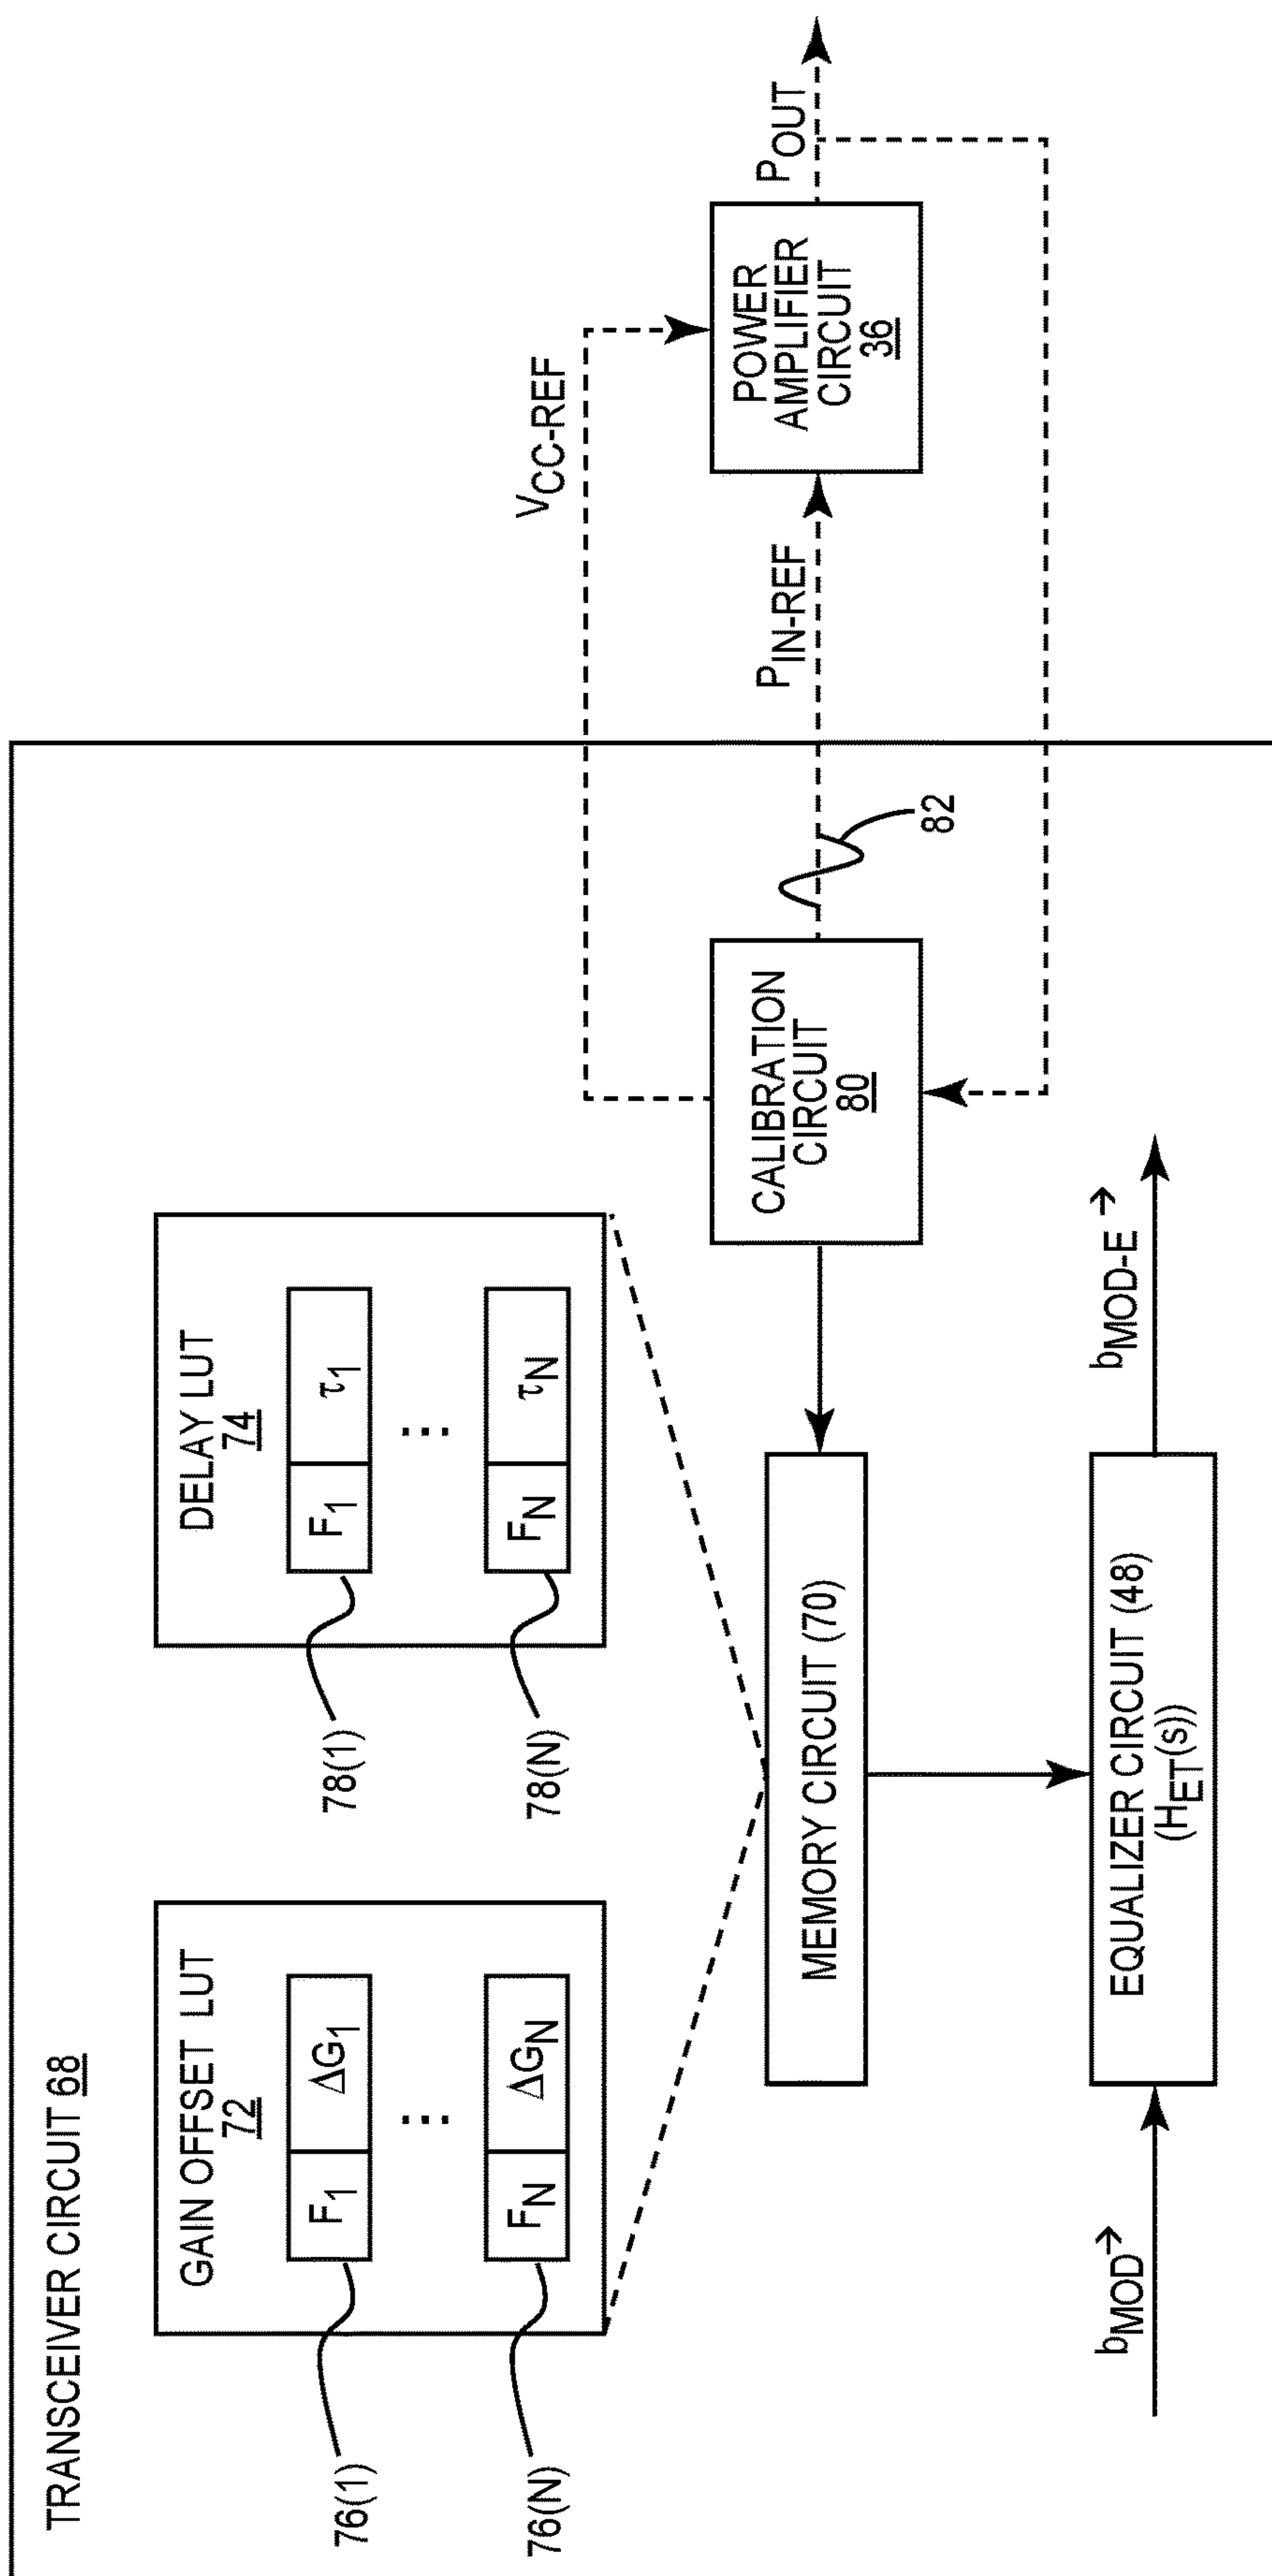 TRANSCEIVER CIRCUIT 68
GAIN OFFSET LUT
72
F1 ΔG1
...
FN ΔGN
76(1)
76(N)
DELAY LUT
74
F1 τ1
...
FN τN
78(1)
78(N)
MEMORY CIRCUIT (70)
EQUALIZER CIRCUIT (48)
(HET(s))
bMOD→
bMOD-E→
CALIBRATION
CIRCUIT
80
82
VCC-REF
PIN-REF
POWER
AMPLIFIER
CIRCUIT
36
POUT